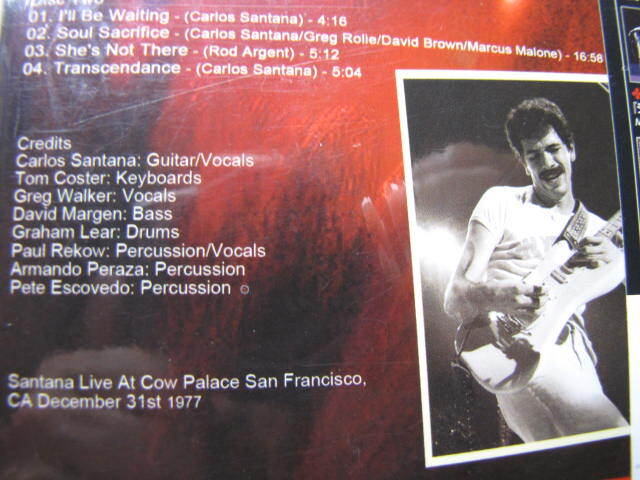 Disc Two
01. I'll Be Waiting - (Carlos Santana) - 4:16
02. Soul Sacrifice - (Carlos Santana/Greg Rolie/David Brown/Marcus Malone) - 16:58
03. She's Not There - (Rod Argent) - 5:12
04. Transcendance - (Carlos Santana) - 5:04
Credits
Carlos Santana: Guitar/Vocals
Tom Coster: Keyboards
Greg Walker: Vocals
David Margen: Bass
Graham Lear: Drums
Paul Rekow: Percussion/Vocals
Armando Peraza: Percussion
Pete Escovedo: Percussion
Santana Live At Cow Palace San Francisco,
CA December 31st 1977